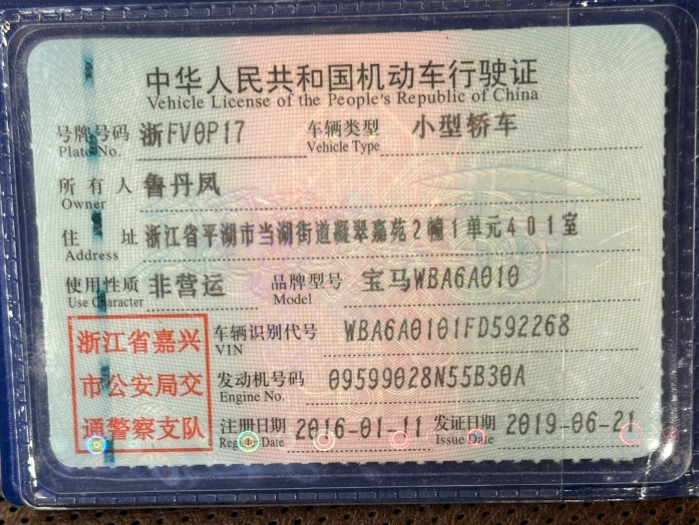 中华人民共和国机动车行驶证
Vehicle License of the People's Republic of China
号牌号码 浙FV0P17 车辆类型 小型轿车
Plate No. Vehicle Type
所有人 鲁丹凤
Owner
住址 浙江省平湖市当湖街道凝翠嘉苑2幢1单元401室
Address
使用性质 非营运 品牌型号 宝马WBA6A010
Use Character Model
浙江省嘉兴
市公安局交
通警察支队
车辆识别代号 WBA6A0101FD592268
VIN
发动机号码 09599028N55B30A
Engine No.
注册日期 2016-01-11 发证日期 2019-06-21
Register Date Issue Date